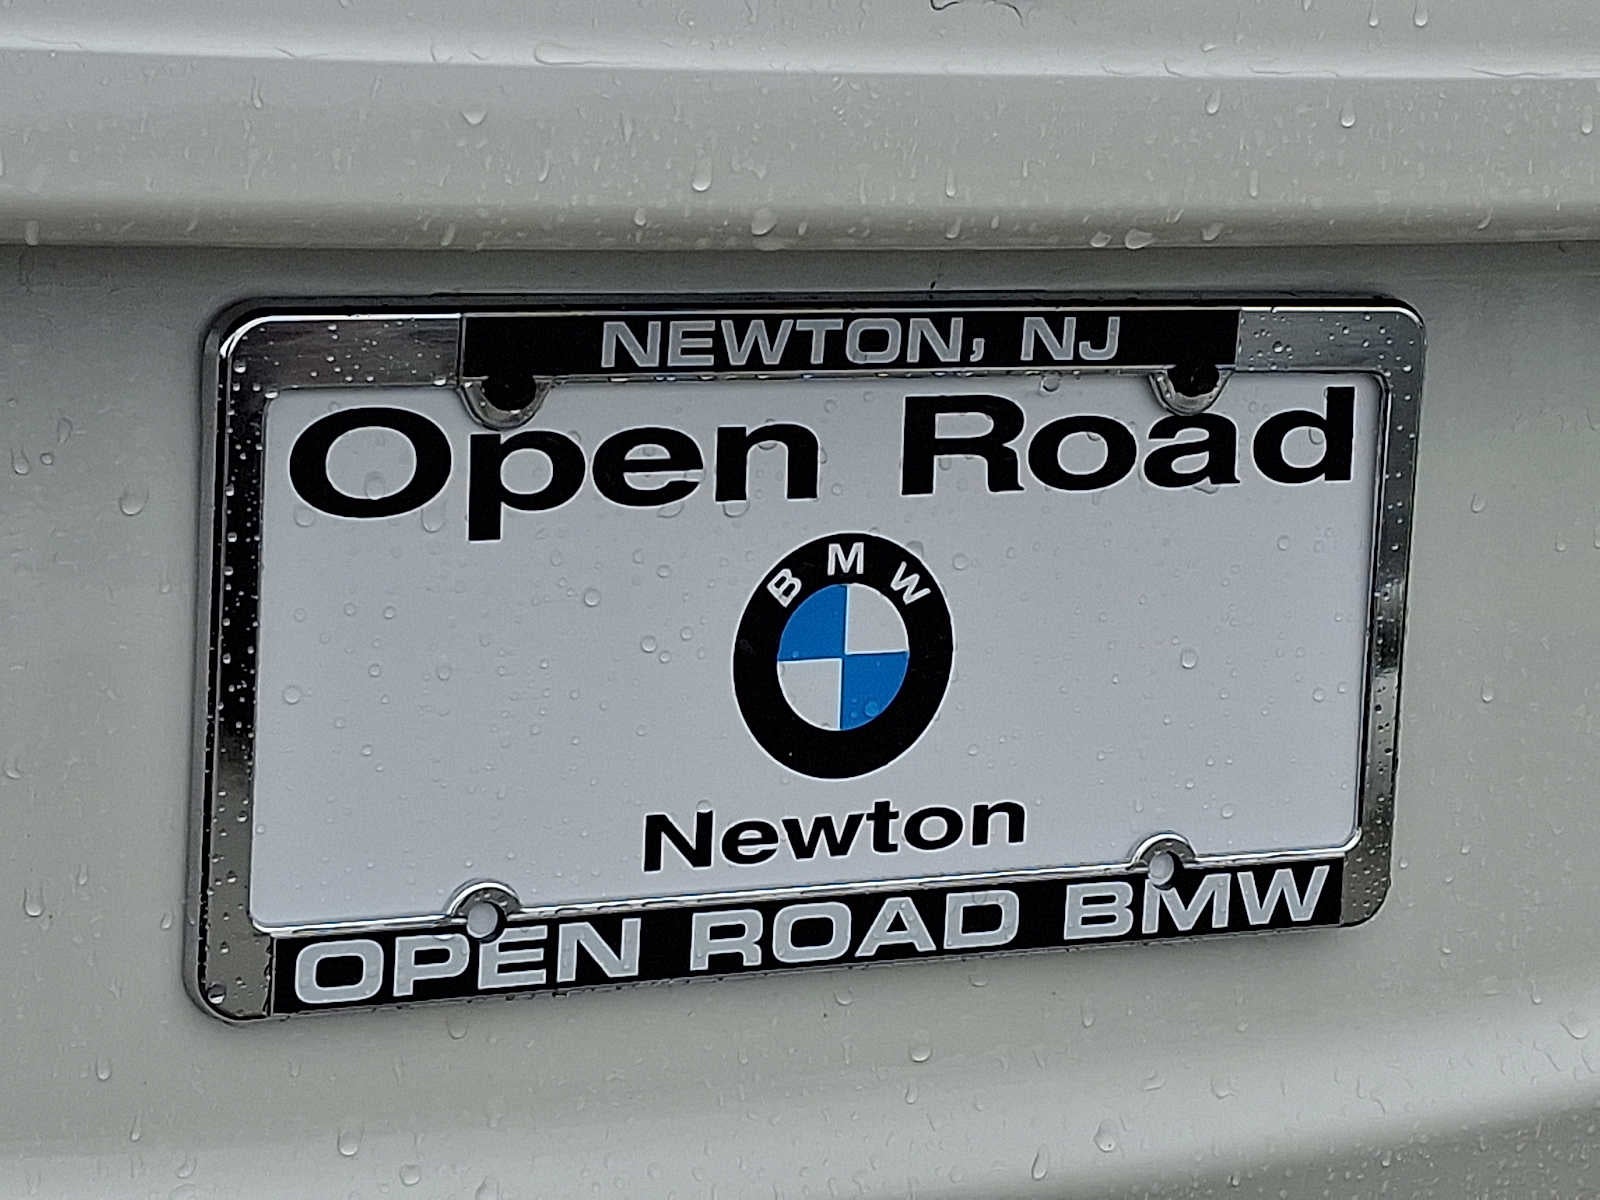 NEWTON, NJ
Open Road
BMW
Newton
OPEN ROAD BMW